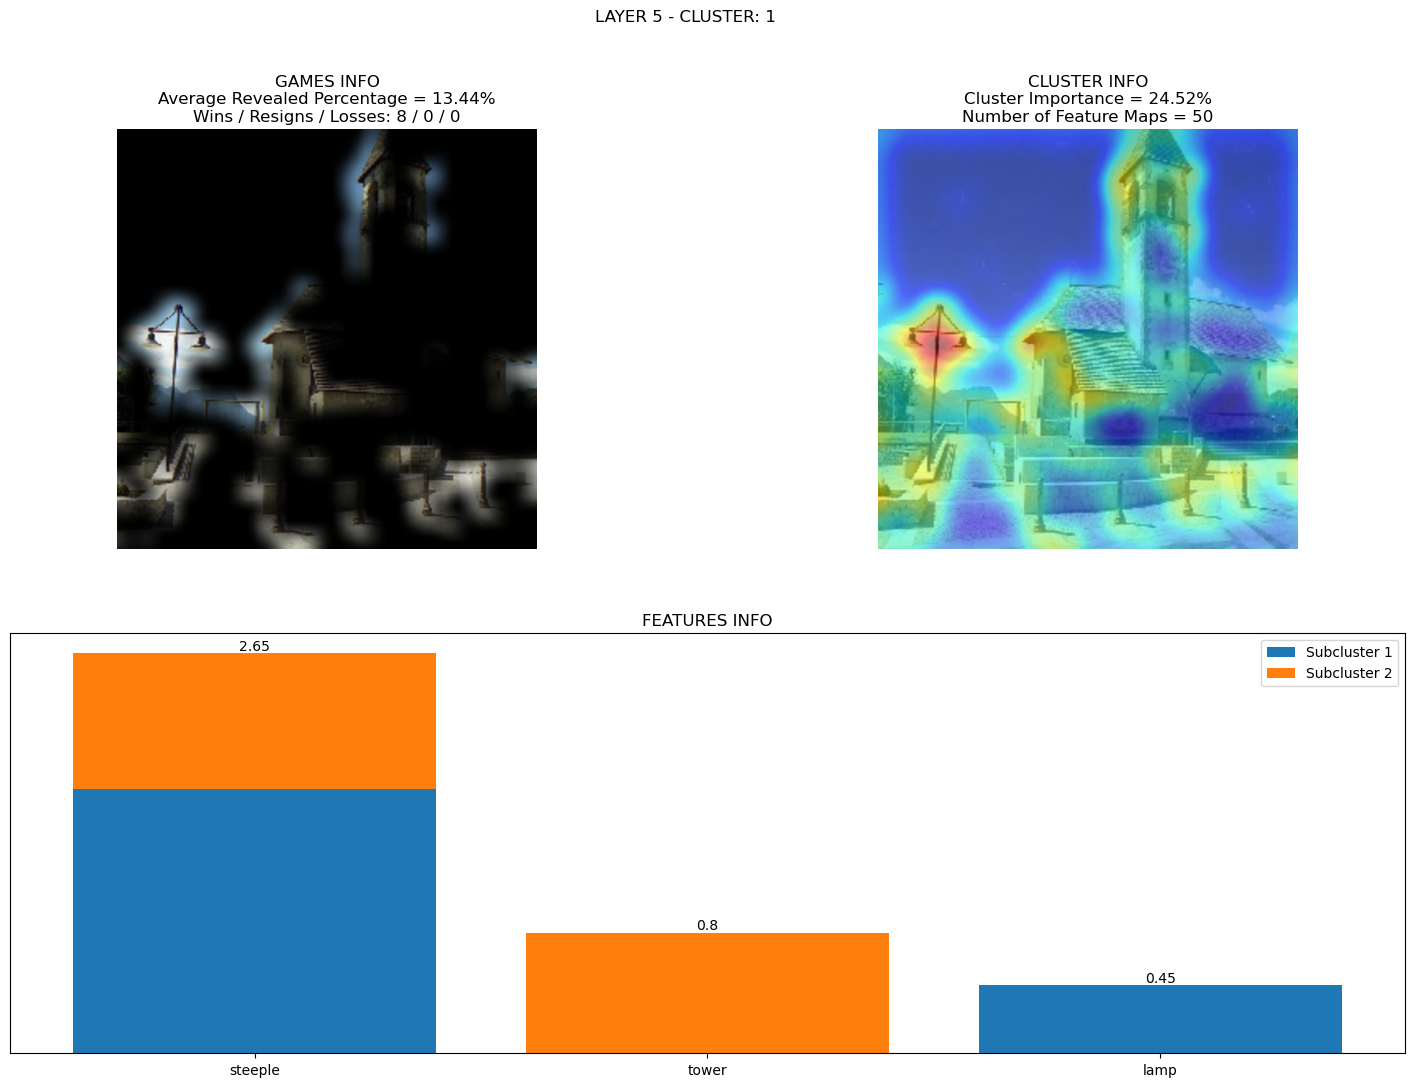 LAYER 5 - CLUSTER: 1
GAMES INFO
Average Revealed Percentage = 13.44%
Wins / Resigns / Losses: 8 / 0 / 0
CLUSTER INFO
Cluster Importance = 24.52%
Number of Feature Maps = 50
FEATURES INFO
2.65
0.8
0.45
Subcluster 1
Subcluster 2
steeple
tower
lamp